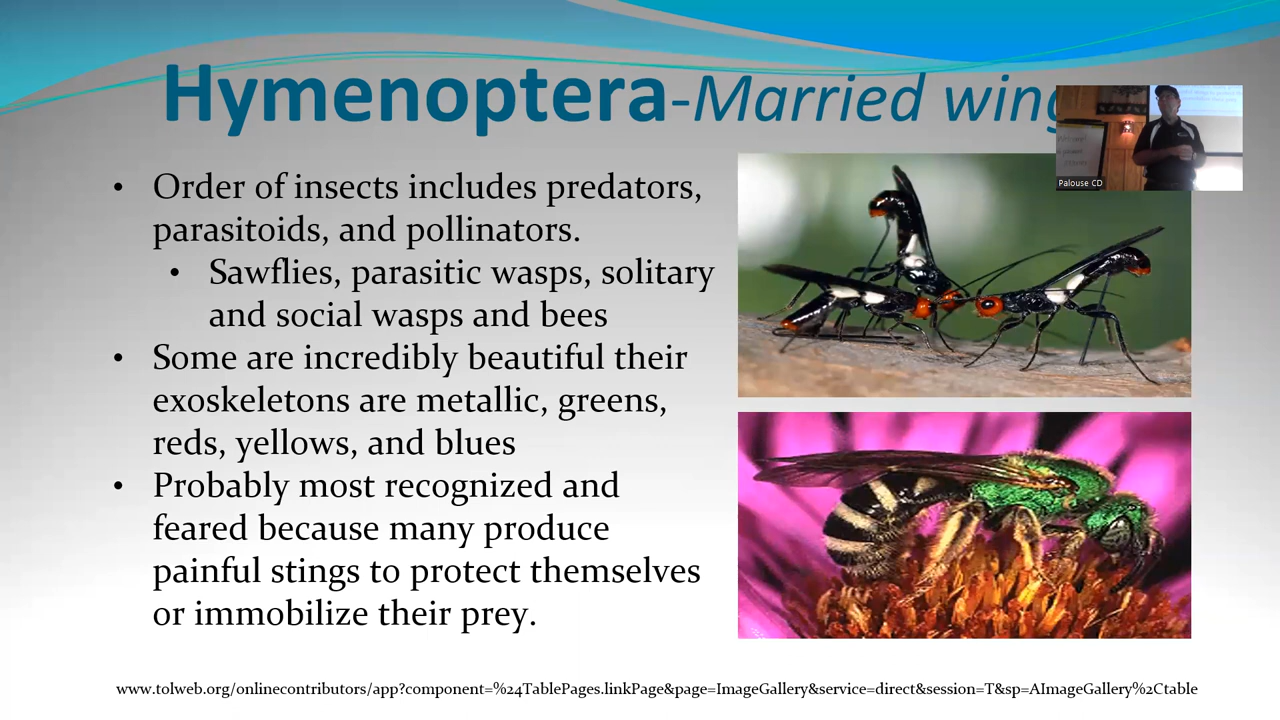 Hymenoptera-Married wing
Palouse CD
• Order of insects includes predators,
parasitoids, and pollinators.
• Sawflies, parasitic wasps, solitary
and social wasps and bees
• Some are incredibly beautiful their
exoskeletons are metallic, greens,
reds, yellows, and blues
• Probably most recognized and
feared because many produce
painful stings to protect themselves
or immobilize their prey.
www.tolweb.org/onlinecontributors/app?component=%24TablePages.linkPage&page=ImageGallery&service=direct&session=T&sp=AImageGallery%2Ctable